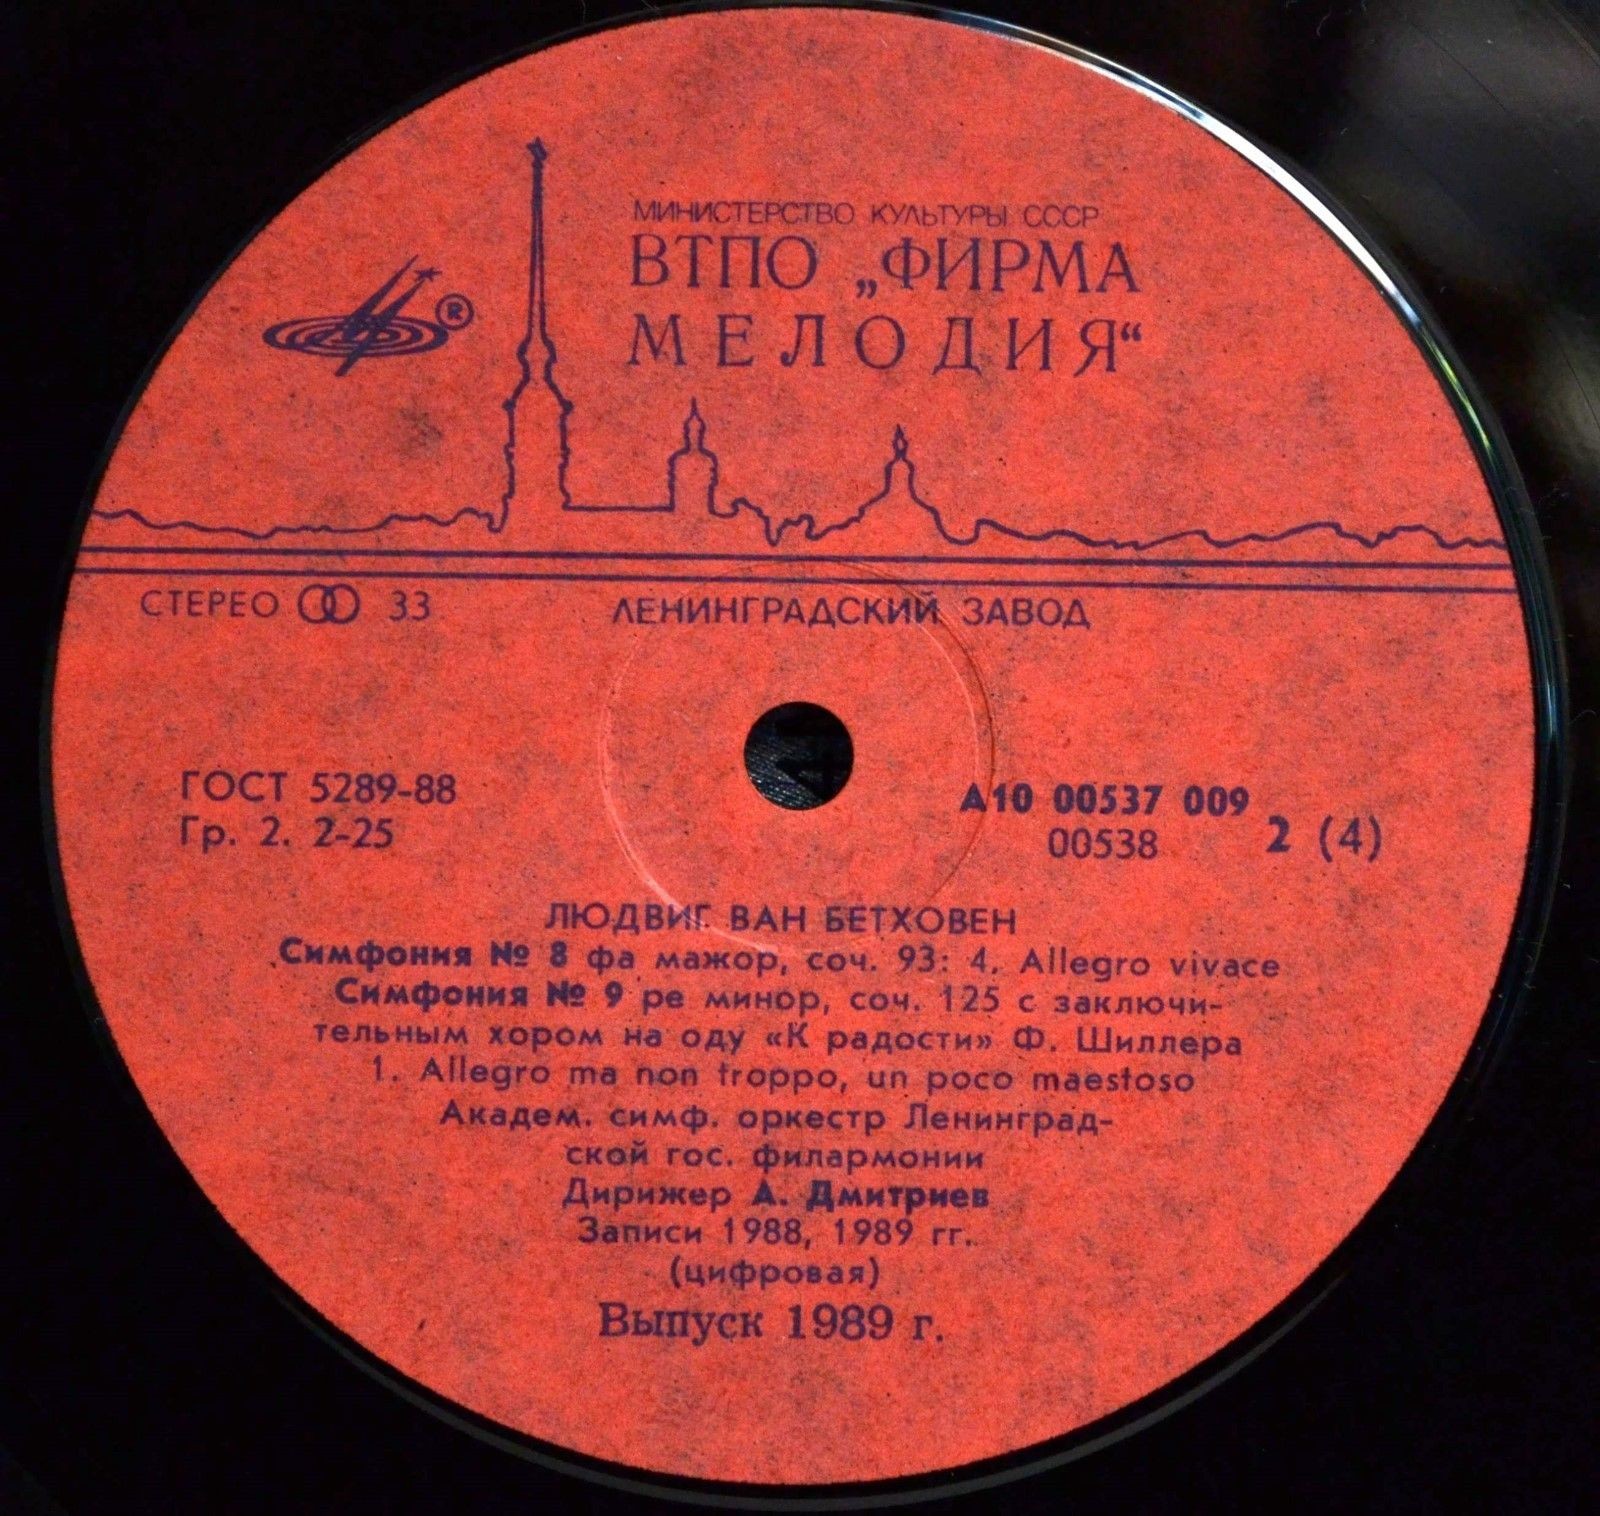 МИНИСТЕРСТВО КУЛЬТУРЫ СССР
ВТПО „ФИРМА
МЕЛОДИЯ“
®
СТЕРЕО 33
ЛЕНИНГРАДСКИЙ ЗАВОД
ГОСТ 5289-88
Гр. 2. 2-25
А10 00537 009
00538
2 (4)
ЛЮДВИГ ВАН БЕТХОВЕН
Симфония № 8 фа мажор, соч. 93: 4. Allegro vivace
Симфония № 9 ре минор, соч. 125 с заключи-
тельным хором на оду «К радости» Ф. Шиллера
1. Allegro ma non troppo, un poco maestoso
Академ. симф. оркестр Ленинград-
ской гос. филармонии
Дирижер А. Дмитриев
Записи 1988, 1989 гг.
(цифровая)
Выпуск 1989 г.